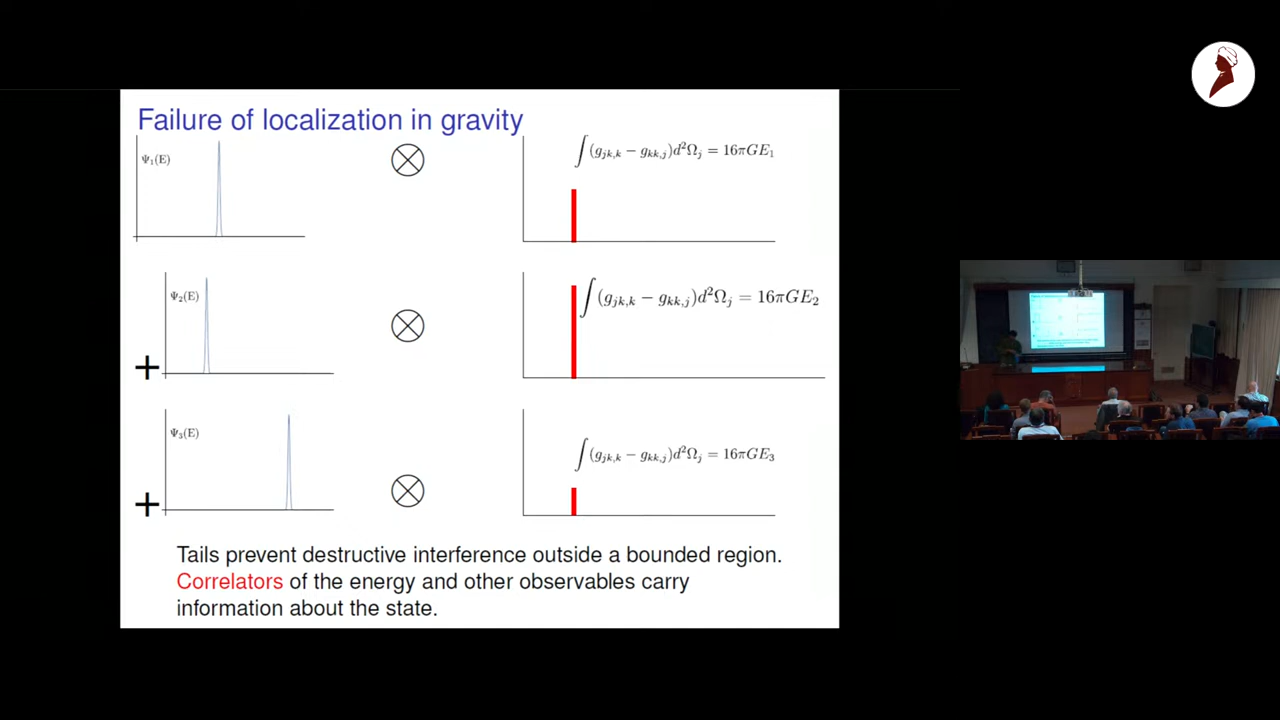 Failure of localization in gravity
Ψ₁(E)
⊗
∫(g_{jk,k} − g_{kk,j})d²Ω_j = 16πGE₁
Ψ₂(E)
+
⊗
∫(g_{jk,k} − g_{kk,j})d²Ω_j = 16πGE₂
Ψ₃(E)
+
⊗
∫(g_{jk,k} − g_{kk,j})d²Ω_j = 16πGE₃
Tails prevent destructive interference outside a bounded region.
Correlators of the energy and other observables carry
information about the state.